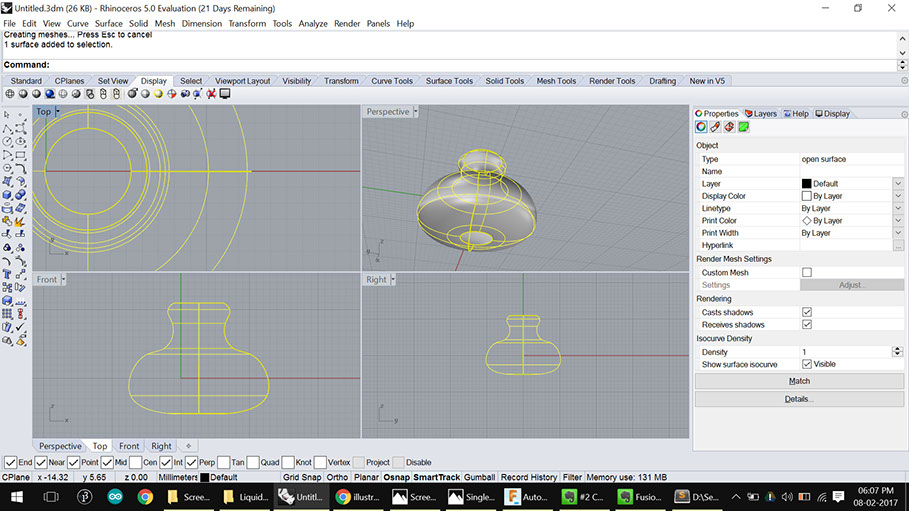 Untitled.3dm (26 KB) - Rhinoceros 5.0 Evaluation (21 Days Remaining)
File Edit View Curve Surface Solid Mesh Dimension Transform Tools Analyze Render Panels Help
Creating meshes... Press Esc to cancel
1 surface added to selection.
Command:
Standard CPlanes Set View Display Select Viewport Layout Visibility Transform Curve Tools Surface Tools Solid Tools Mesh Tools Render Tools Drafting New in V5
Top
Perspective
Front
Right
Properties Layers Help Display
Object
Type open surface
Name
Layer Default
Display Color By Layer
Linetype By Layer
Print Color By Layer
Print Width By Layer
Hyperlink ...
Render Mesh Settings
Custom Mesh
Settings Adjust...
Rendering
Casts shadows
Receives shadows
Isocurve Density
Density 1
Show surface isocurve Visible
Match
Details...
Perspective Top Front Right
End Near Point Mid Cen Int Perp Tan Quad Knot Vertex Project Disable
CPlane x -14.32 y 5.65 z 0.00 Millimeters Default Grid Snap Ortho Planar Osnap SmartTrack Gumball Record History Filter Memory use: 131 MB
Scree... Liquid... Untitl... illustr... Scree... Single... Auto... #2 C... Fusio... D:\Se...
06:07 PM
08-02-2017